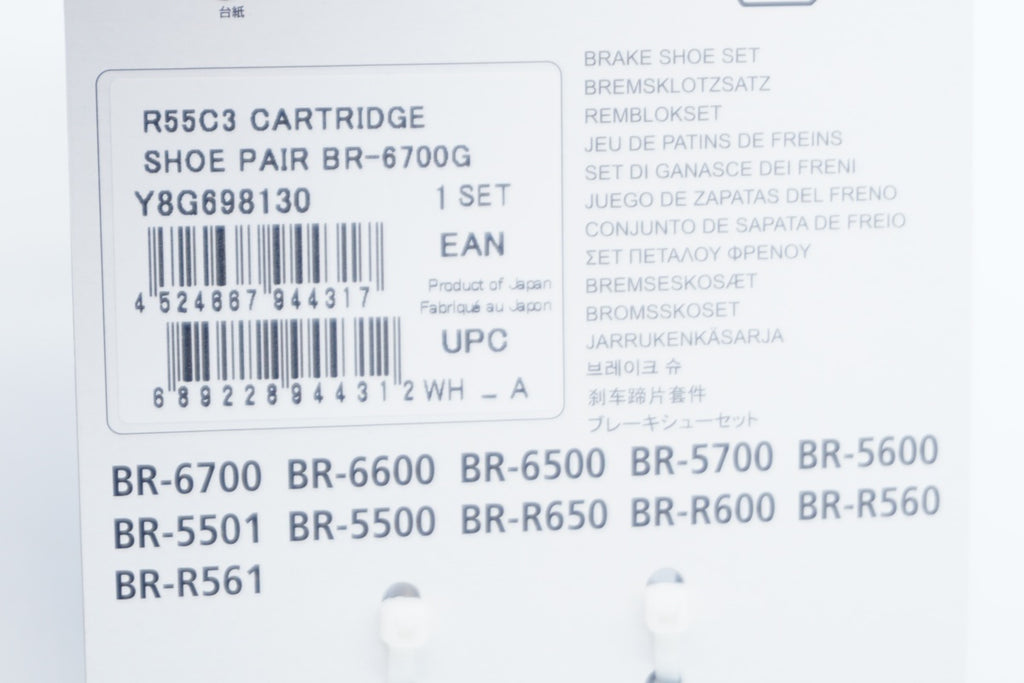 台紙
R55C3 CARTRIDGE
SHOE PAIR BR-6700G
Y8G698130 1 SET
EAN
4 524667 944317
Product of Japan
Fabriqué au Japon
UPC
6 89228 94431 2 WH _ A
BRAKE SHOE SET
BREMSKLOTZSATZ
REMBLOKSET
JEU DE PATINS DE FREINS
SET DI GANASCE DEI FRENI
JUEGO DE ZAPATAS DEL FRENO
CONJUNTO DE SAPATA DE FREIO
ΣΕΤ ΠΕΤΑΛΟΥ ΦΡΕΝΟΥ
BREMSESKOSÆT
BROMSSKOSET
JARRUKENKÄSARJA
브레이크 슈
刹车蹄片套件
ブレーキシューセット
BR-6700 BR-6600 BR-6500 BR-5700 BR-5600
BR-5501 BR-5500 BR-R650 BR-R600 BR-R560
BR-R561